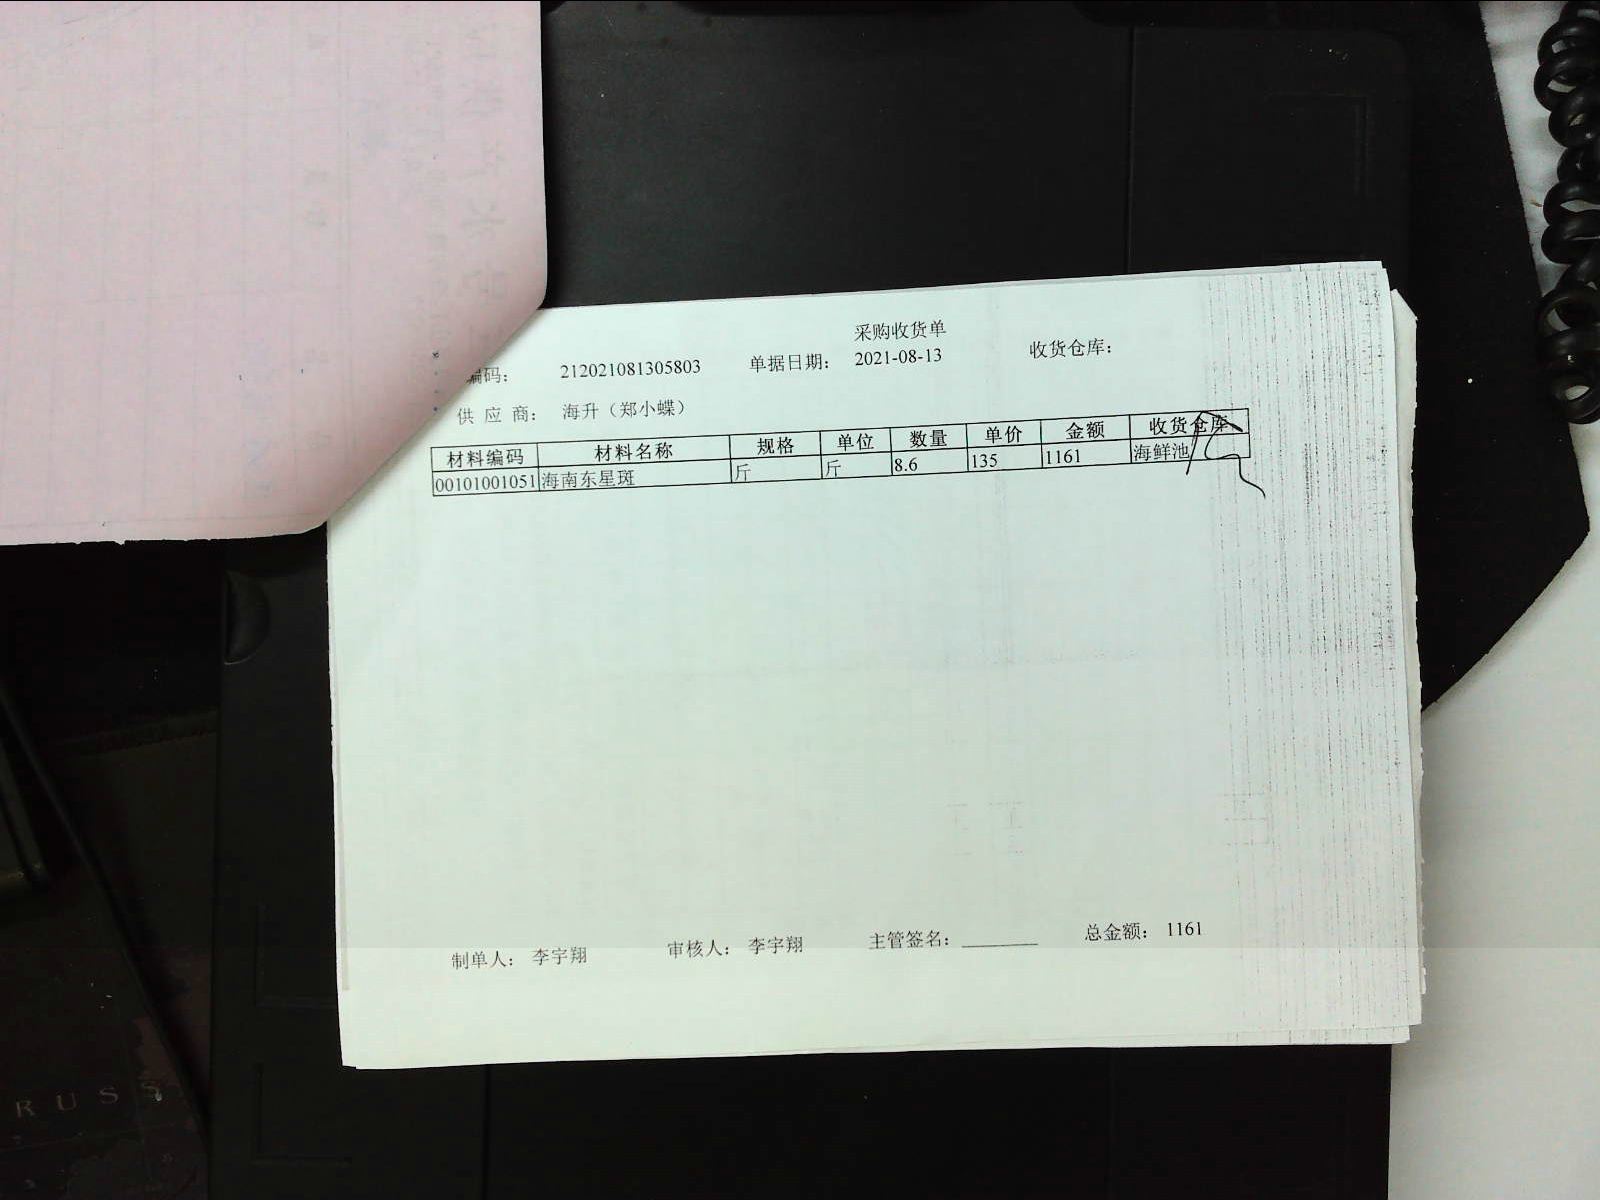 采购收货单
编码： 212021081305803 单据日期： 2021-08-13 收货仓库：
供 应 商： 海升（郑小蝶）
材料编码 材料名称 规格 单位 数量 单价 金额 收货仓库
00101001051 海南东星斑 斤 斤 8.6 135 1161 海鲜池
制单人： 李宇翔 审核人： 李宇翔 主管签名： 总金额： 1161
RUSS